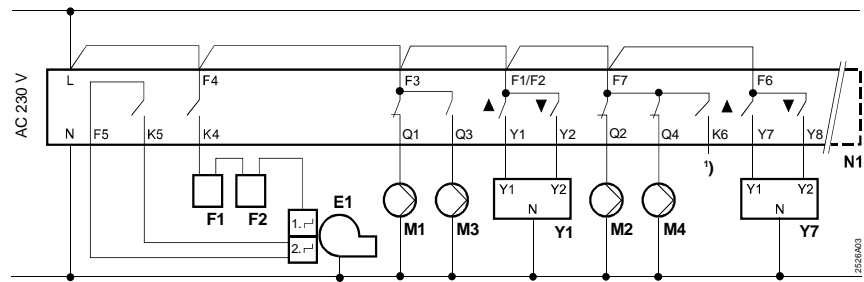 AC 230 V
L F4 F3 F1/F2 F7 F6
N F5 K5 K4 Q1 Q3 Y1 Y2 Q2 Q4 K6 Y7 Y8
N1
1)
F1 F2 E1 M1 M3 Y1 Y2 N Y1 M2 M4 Y1 Y2 N Y7
1.
2.
2526A03